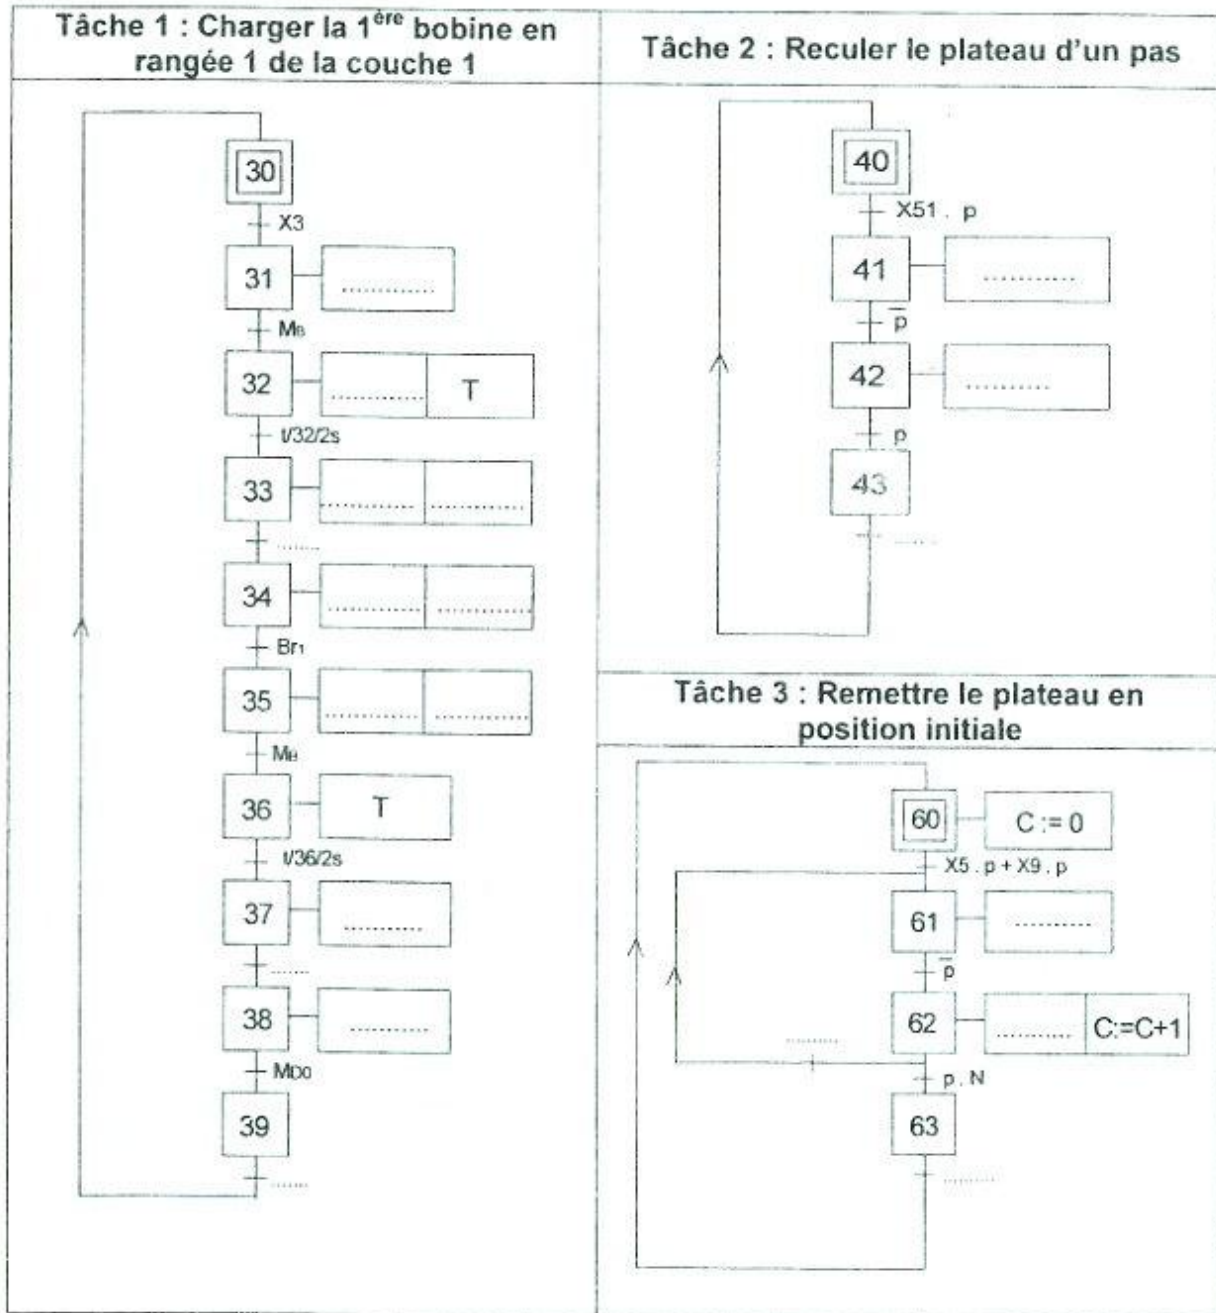 Tâche 1 : Charger la 1ère bobine en
rangée 1 de la couche 1
30
X3
31
..........
MB
32
..........
T
t/32/2s
33
..........
..........
......
34
..........
..........
Br1
35
..........
..........
MB
36
T
t/36/2s
37
.........
......
38
.........
MD0
39
......
Tâche 2 : Reculer le plateau d'un pas
40
X51 . p
41
..........
p̅
42
.........
p
43
......
Tâche 3 : Remettre le plateau en
position initiale
60
C := 0
X5 . p + X9 . p
61
.........
p̅
62
.........
C:=C+1
........
p . N
63
.........